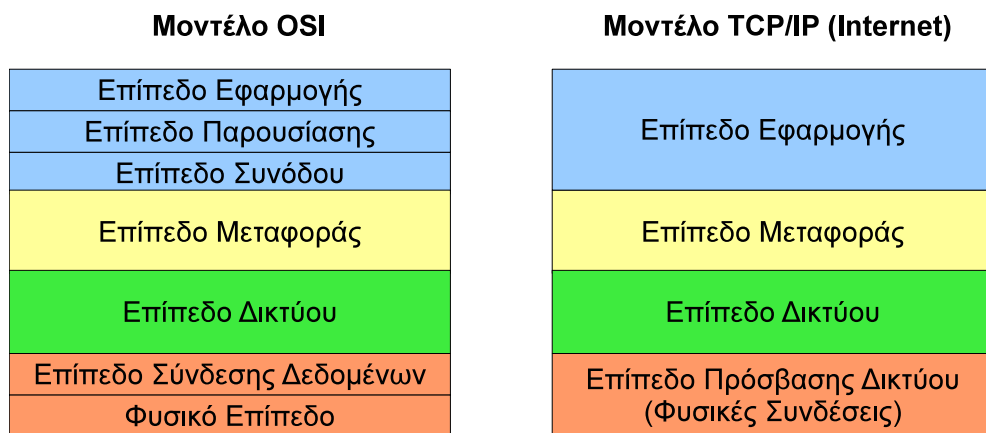 Μοντέλο OSI
Επίπεδο Εφαρμογής
Επίπεδο Παρουσίασης
Επίπεδο Συνόδου
Επίπεδο Μεταφοράς
Επίπεδο Δικτύου
Επίπεδο Σύνδεσης Δεδομένων
Φυσικό Επίπεδο
Μοντέλο TCP/IP (Internet)
Επίπεδο Εφαρμογής
Επίπεδο Μεταφοράς
Επίπεδο Δικτύου
Επίπεδο Πρόσβασης Δικτύου
(Φυσικές Συνδέσεις)